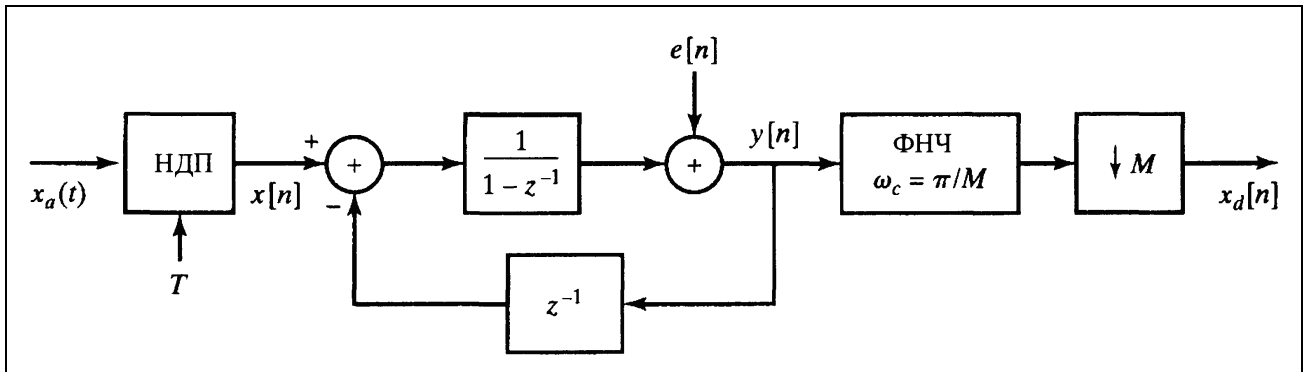 e[n]
y[n]
+
НДП
+
1
1 − z⁻¹
+
ФНЧ
ω_c = π/M
↓ M
x_a(t)
x[n]
−
x_d[n]
T
z⁻¹